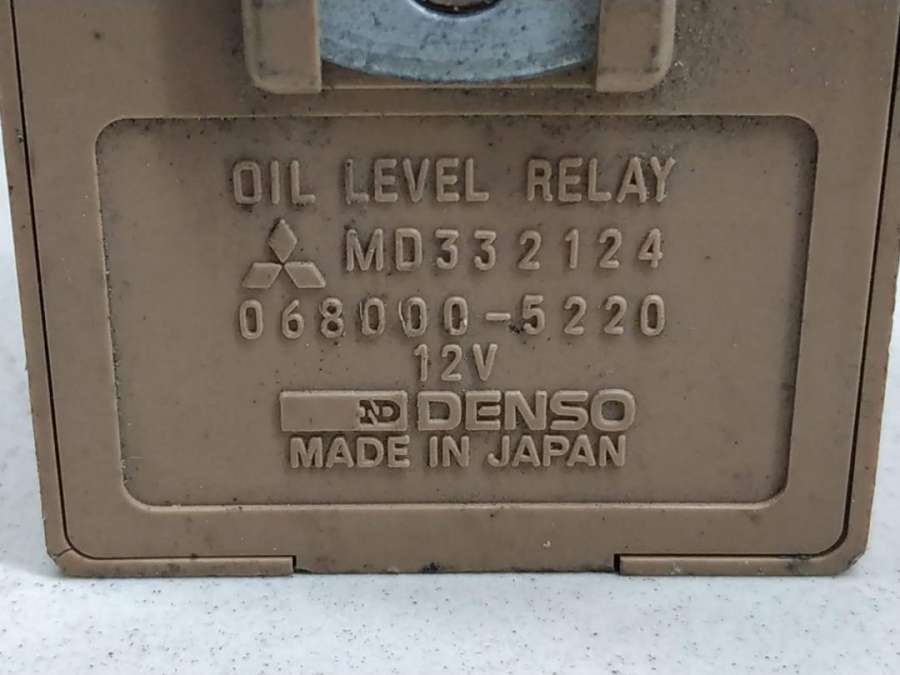 OIL LEVEL RELAY
MD332124
068000-5220
12V
ND DENSO
MADE IN JAPAN